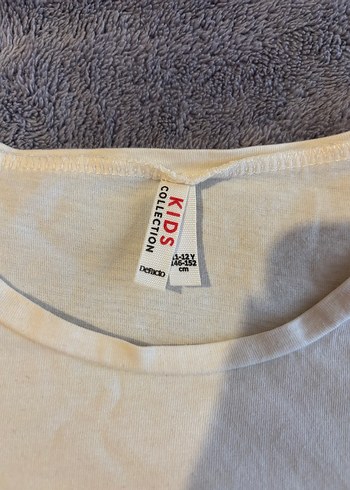 KIDS
COLLECTION
DeFacto
11-12 Y
146-152
cm